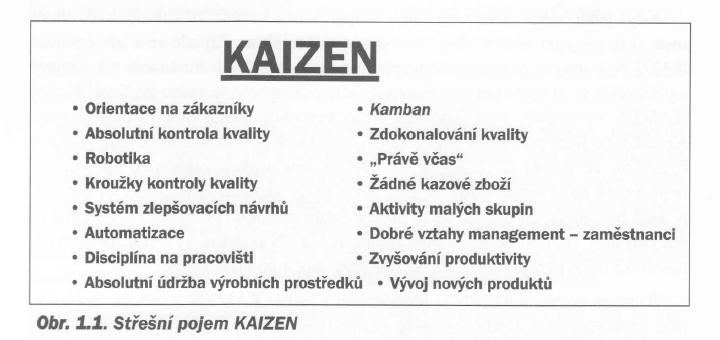 KAIZEN
• Orientace na zákazníky
• Absolutní kontrola kvality
• Robotika
• Kroužky kontroly kvality
• Systém zlepšovacích návrhů
• Automatizace
• Disciplína na pracovišti
• Absolutní údržba výrobních prostředků
• Kamban
• Zdokonalování kvality
• „Právě včas“
• Žádné kazové zboží
• Aktivity malých skupin
• Dobré vztahy management – zaměstnanci
• Zvyšování produktivity
• Vývoj nových produktů
Obr. 1.1. Střešní pojem KAIZEN